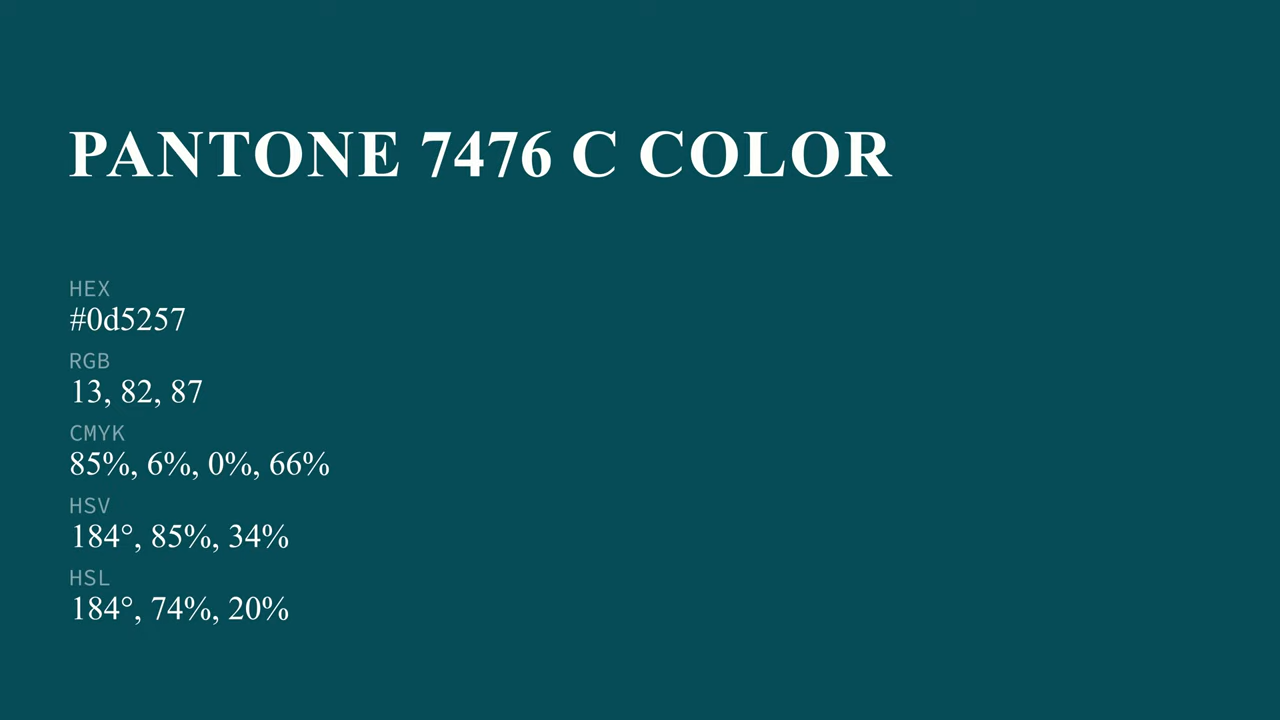 PANTONE 7476 C COLOR
HEX
#0d5257
RGB
13, 82, 87
CMYK
85%, 6%, 0%, 66%
HSV
184°, 85%, 34%
HSL
184°, 74%, 20%